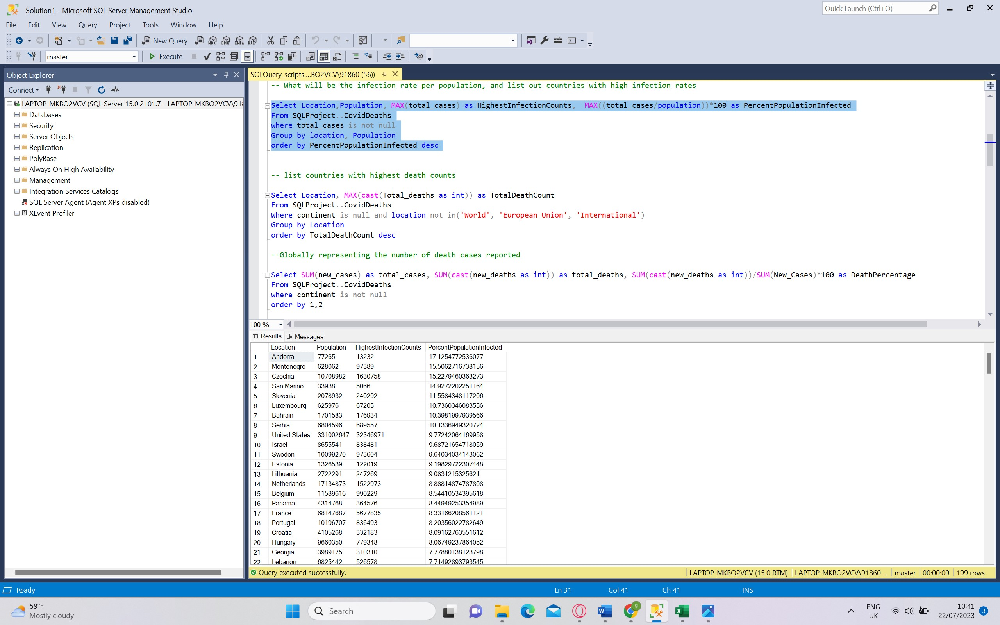 Solution1 - Microsoft SQL Server Management Studio
Quick Launch (Ctrl+Q)
File Edit View Query Project Tools Window Help
New Query
master Execute
Object Explorer
SQLQuery_scripts....BO2VCV\91860 (56))
Connect
LAPTOP-MKBO2VCV (SQL Server 15.0.2101.7 - LAPTOP-MKBO2VCV\918
Databases
Security
Server Objects
Replication
PolyBase
Always On High Availability
Management
Integration Services Catalogs
SQL Server Agent (Agent XPs disabled)
XEvent Profiler
-- What will be the infection rate per population, and list out countries with high infection rates
Select Location,Population, MAX(total_cases) as HighestInfectionCounts,  MAX((total_cases/population))*100 as PercentPopulationInfected
From SQLProject..CovidDeaths
where total_cases is not null
Group by location, Population
order by PercentPopulationInfected desc
-- list countries with highest death counts
Select Location, MAX(cast(Total_deaths as int)) as TotalDeathCount
From SQLProject..CovidDeaths
Where continent is null and location not in('World', 'European Union', 'International')
Group by Location
order by TotalDeathCount desc
--Globally representing the number of death cases reported
Select SUM(new_cases) as total_cases, SUM(cast(new_deaths as int)) as total_deaths, SUM(cast(new_deaths as int))/SUM(New_Cases)*100 as DeathPercentage
From SQLProject..CovidDeaths
where continent is not null
order by 1,2
100 %
Results Messages
Location Population HighestInfectionCounts PercentPopulationInfected
1 Andorra 77265 13232 17.1254772536077
2 Montenegro 628062 97389 15.5062716738156
3 Czechia 10708982 1630758 15.2279460363273
4 San Marino 33938 5066 14.9272202251164
5 Slovenia 2078932 240292 11.5584348117206
6 Luxembourg 625976 67205 10.7360346083556
7 Bahrain 1701583 176934 10.3981997939566
8 Serbia 6804596 689557 10.1336949320724
9 United States 331002647 32346971 9.77242064169958
10 Israel 8655541 838481 9.68721654718059
11 Sweden 10099270 973604 9.64034034143062
12 Estonia 1326539 122019 9.19829722307448
13 Lithuania 2722291 247269 9.0831215325621
14 Netherlands 17134873 1522973 8.88814874787808
15 Belgium 11589616 990229 8.54410534395618
16 Panama 4314768 364576 8.44949253354989
17 France 68147687 5677835 8.33166208561121
18 Portugal 10196707 836493 8.20356022782649
19 Croatia 4105268 332183 8.09162763551612
20 Hungary 9660350 779348 8.06749237864052
21 Georgia 3989175 310310 7.77880138123798
22 Lebanon 6825442 526578 7.71492893793545
Query executed successfully. LAPTOP-MKBO2VCV (15.0 RTM) LAPTOP-MKBO2VCV\91860 ... master 00:00:00 199 rows
Ready Ln 31 Col 41 Ch 41 INS
59°F
Mostly cloudy
Search
ENG
UK
10:41
22/07/2023
3